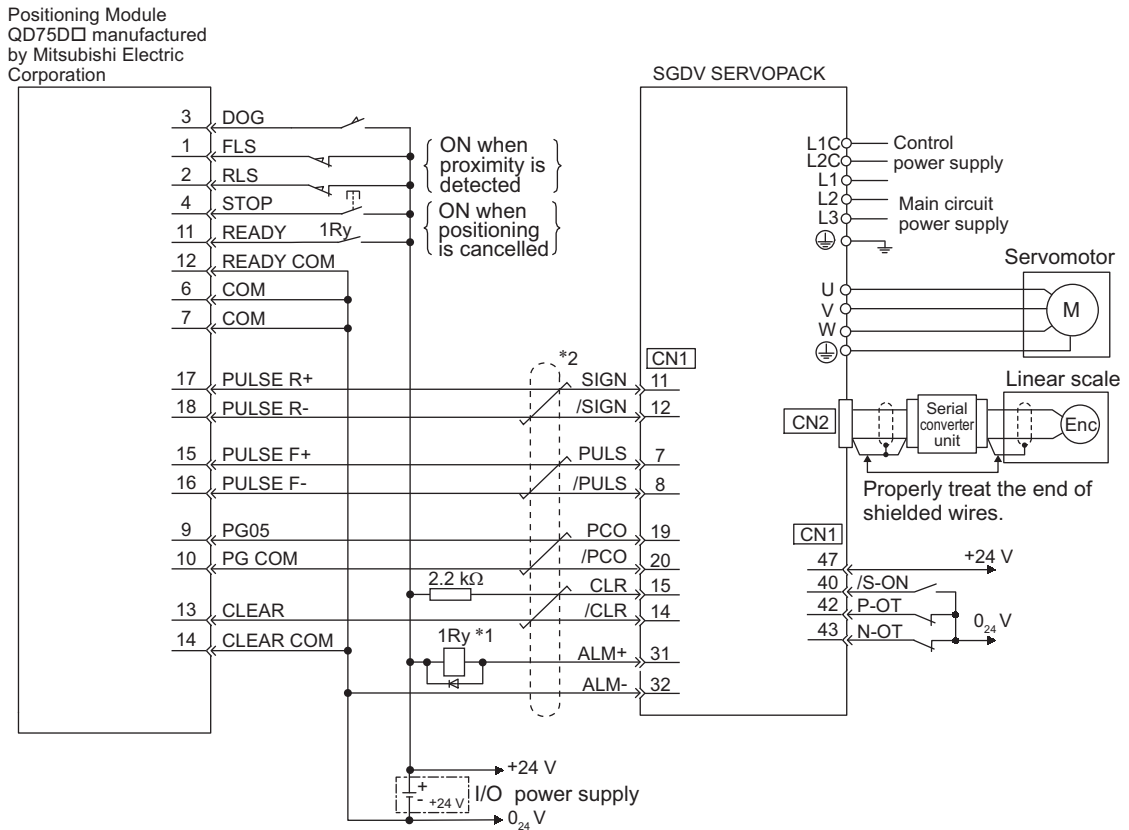 Positioning Module
QD75D□ manufactured
by Mitsubishi Electric
Corporation
SGDV SERVOPACK
3 DOG
1 FLS
2 RLS
4 STOP
11 READY 1Ry
12 READY COM
6 COM
7 COM
ON when
proximity is
detected
ON when
positioning
is cancelled
L1C
L2C
Control
power supply
L1
L2
L3
Main circuit
power supply
Servomotor
U
V
W
M
CN1
*2
17 PULSE R+ SIGN 11
18 PULSE R- /SIGN 12
15 PULSE F+ PULS 7
16 PULSE F- /PULS 8
9 PG05 PCO 19
10 PG COM /PCO 20
2.2 kΩ CLR 15
13 CLEAR /CLR 14
14 CLEAR COM
1Ry *1 ALM+ 31
ALM- 32
Linear scale
CN2
Serial
converter
unit
Enc
Properly treat the end of
shielded wires.
CN1
47 +24 V
40 /S-ON
42 P-OT
43 N-OT
0₂₄ V
+24 V
+
- +24 V
I/O power supply
0₂₄ V